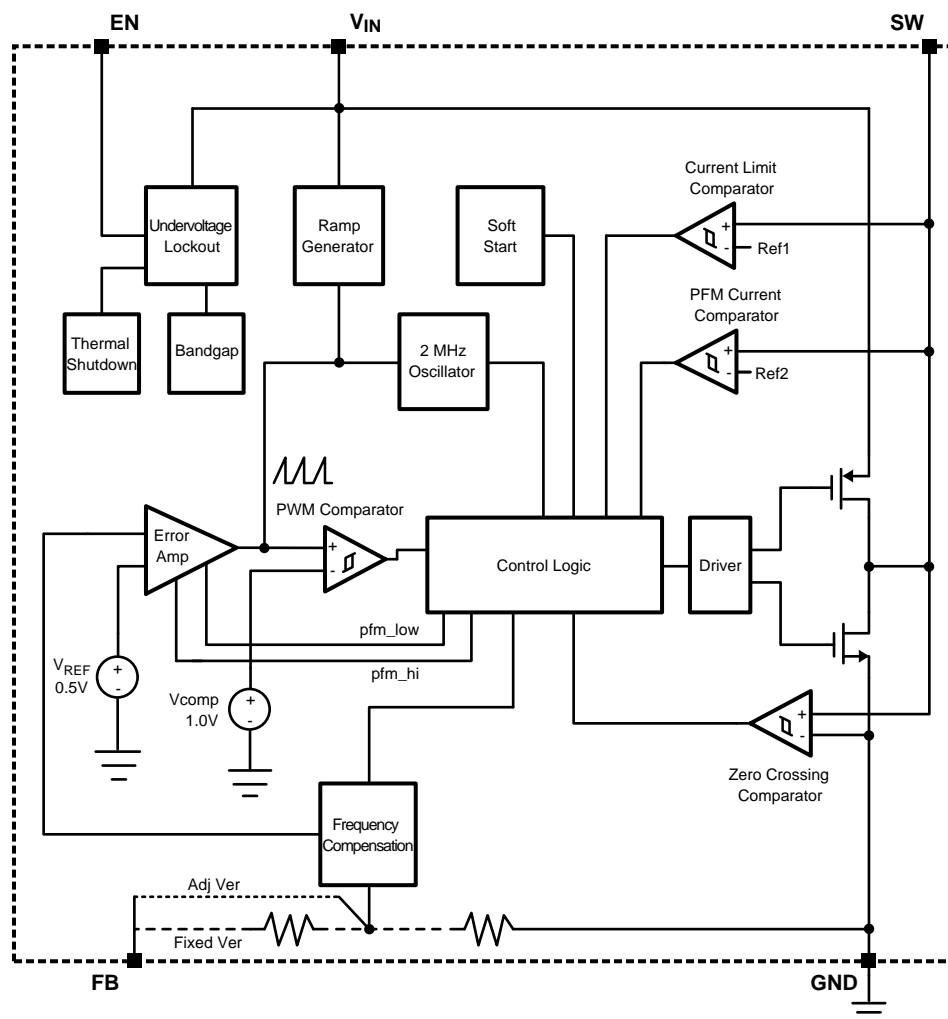 EN
VIN
SW
Current Limit
Comparator
Undervoltage
Lockout
Ramp
Generator
Soft
Start
+
-
Ref1
PFM Current
Comparator
Thermal
Shutdown
Bandgap
2 MHz
Oscillator
+
-
Ref2
PWM Comparator
Error
Amp
+
-
Control Logic
Driver
pfm_low
pfm_hi
VREF
0.5V
+
-
Vcomp
1.0V
+
-
+
-
Zero Crossing
Comparator
Frequency
Compensation
Adj Ver
Fixed Ver
FB
GND